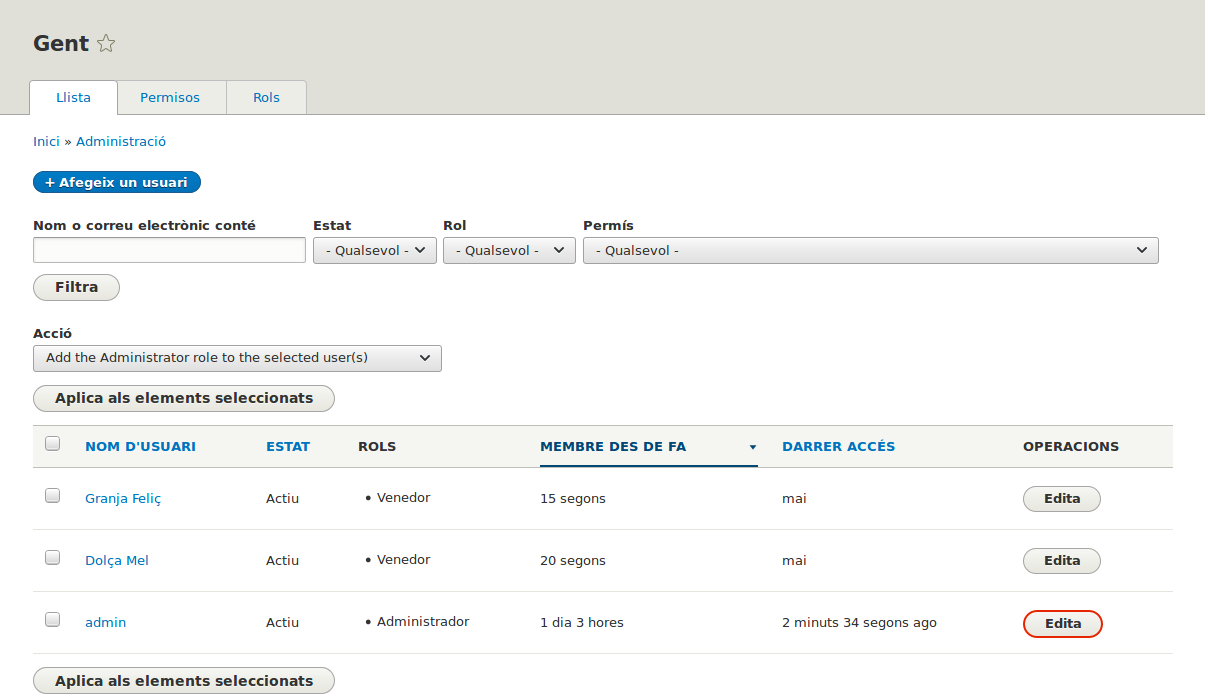 Gent
Llista Permisos Rols
Inici » Administració
+ Afegeix un usuari
Nom o correu electrònic conté Estat Rol Permís
- Qualsevol - - Qualsevol - - Qualsevol -
Filtra
Acció
Add the Administrator role to the selected user(s)
Aplica als elements seleccionats
NOM D'USUARI ESTAT ROLS MEMBRE DES DE FA DARRER ACCÉS OPERACIONS
Granja Feliç Actiu • Venedor 15 segons mai Edita
Dolça Mel Actiu • Venedor 20 segons mai Edita
admin Actiu • Administrador 1 dia 3 hores 2 minuts 34 segons ago Edita
Aplica als elements seleccionats